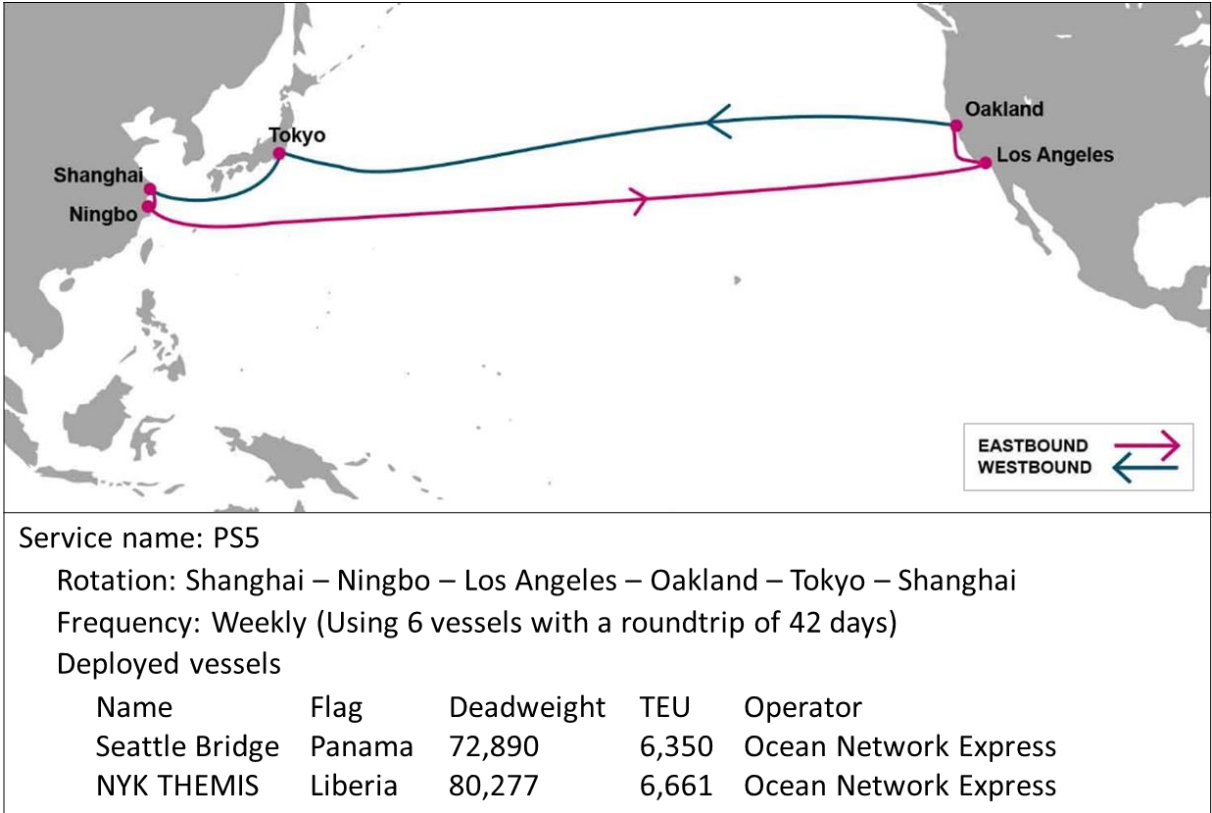 Oakland
Tokyo
Los Angeles
Shanghai
Ningbo
EASTBOUND
WESTBOUND
Service name: PS5
Rotation: Shanghai – Ningbo – Los Angeles – Oakland – Tokyo – Shanghai
Frequency: Weekly (Using 6 vessels with a roundtrip of 42 days)
Deployed vessels
Name Flag Deadweight TEU Operator
Seattle Bridge Panama 72,890 6,350 Ocean Network Express
NYK THEMIS Liberia 80,277 6,661 Ocean Network Express